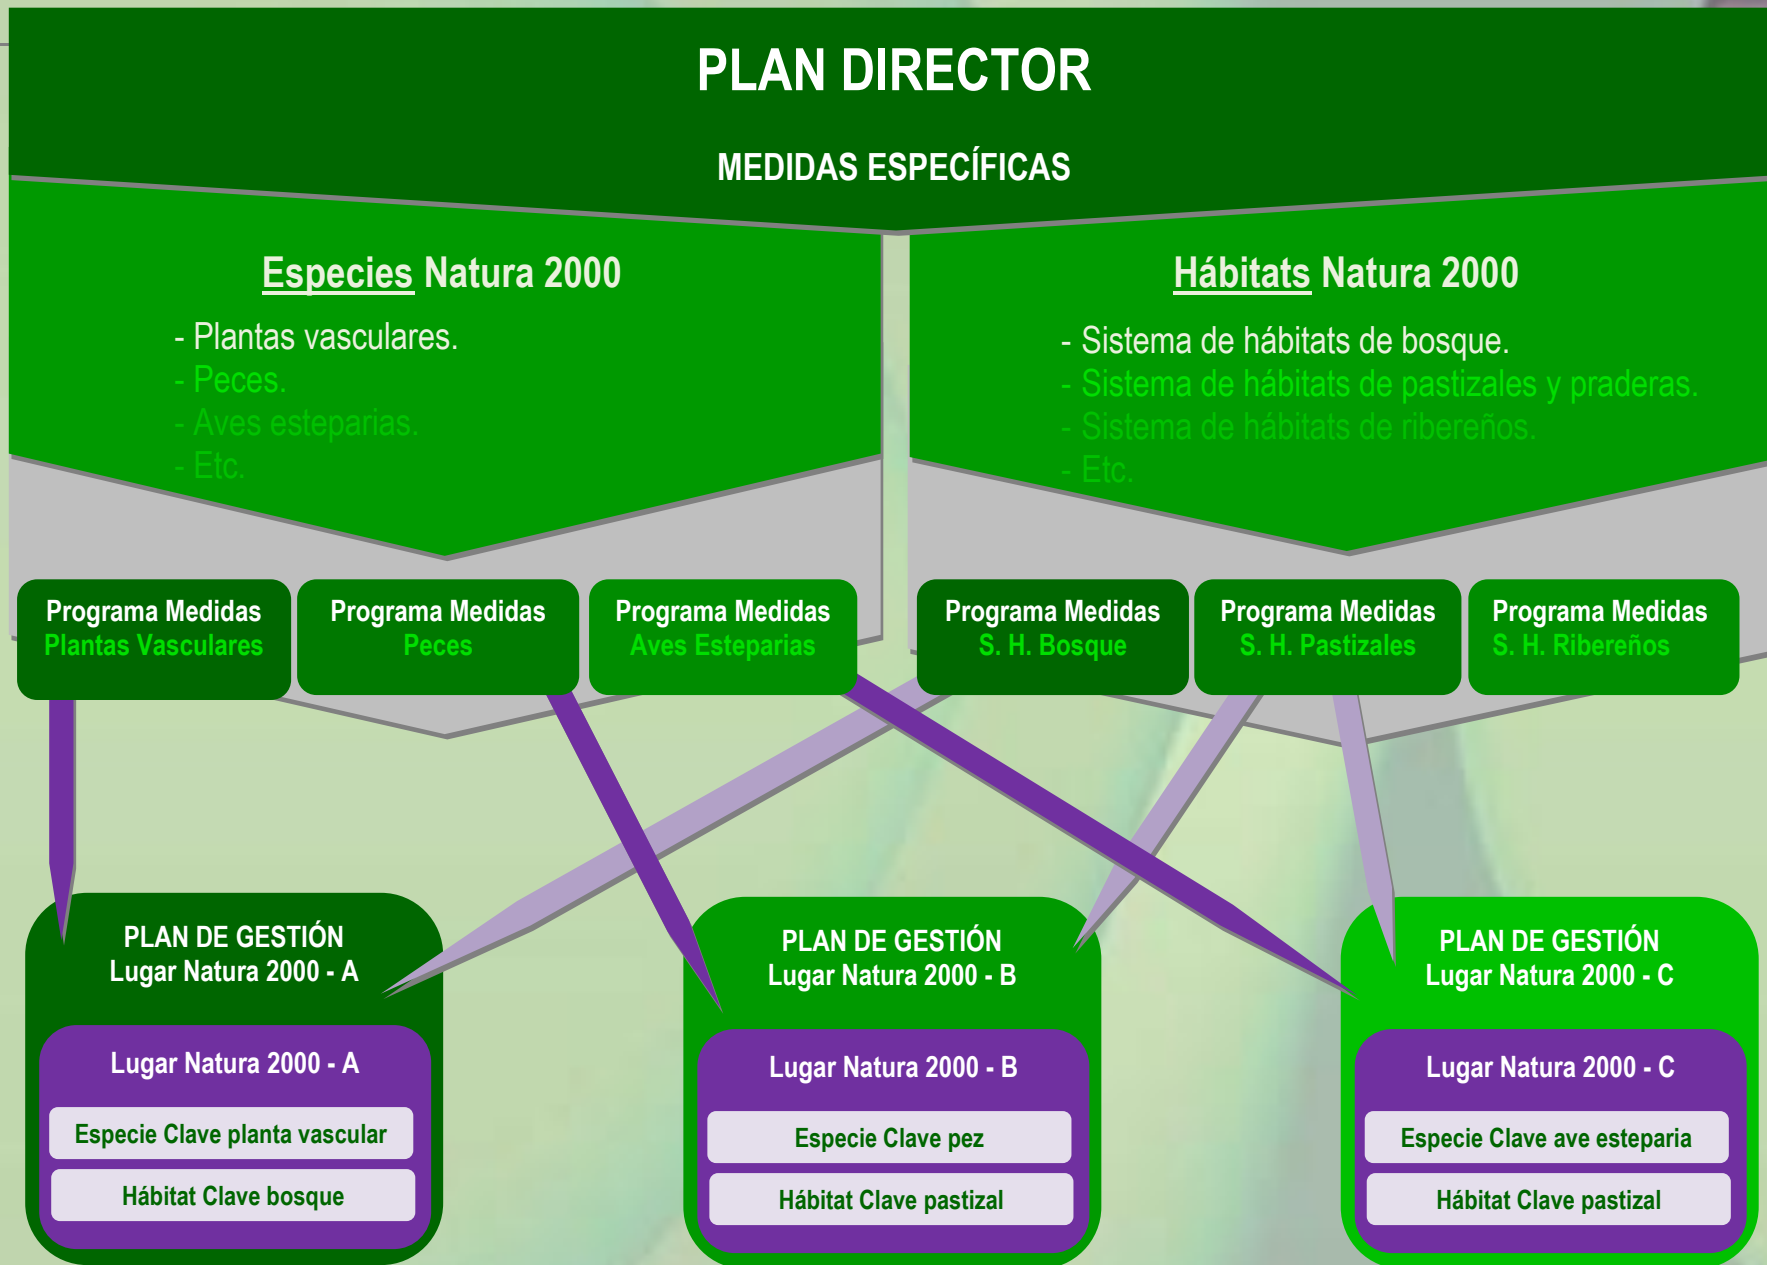 PLAN DIRECTOR
MEDIDAS ESPECÍFICAS
Especies Natura 2000
- Plantas vasculares.
- Peces.
- Aves esteparias.
- Etc.
Hábitats Natura 2000
- Sistema de hábitats de bosque.
- Sistema de hábitats de pastizales y praderas.
- Sistema de hábitats de ribereños.
- Etc.
Programa Medidas
Plantas Vasculares
Programa Medidas
Peces
Programa Medidas
Aves Esteparias
Programa Medidas
S. H. Bosque
Programa Medidas
S. H. Pastizales
Programa Medidas
S. H. Ribereños
PLAN DE GESTIÓN
Lugar Natura 2000 - A
Lugar Natura 2000 - A
Especie Clave planta vascular
Hábitat Clave bosque
PLAN DE GESTIÓN
Lugar Natura 2000 - B
Lugar Natura 2000 - B
Especie Clave pez
Hábitat Clave pastizal
PLAN DE GESTIÓN
Lugar Natura 2000 - C
Lugar Natura 2000 - C
Especie Clave ave esteparia
Hábitat Clave pastizal